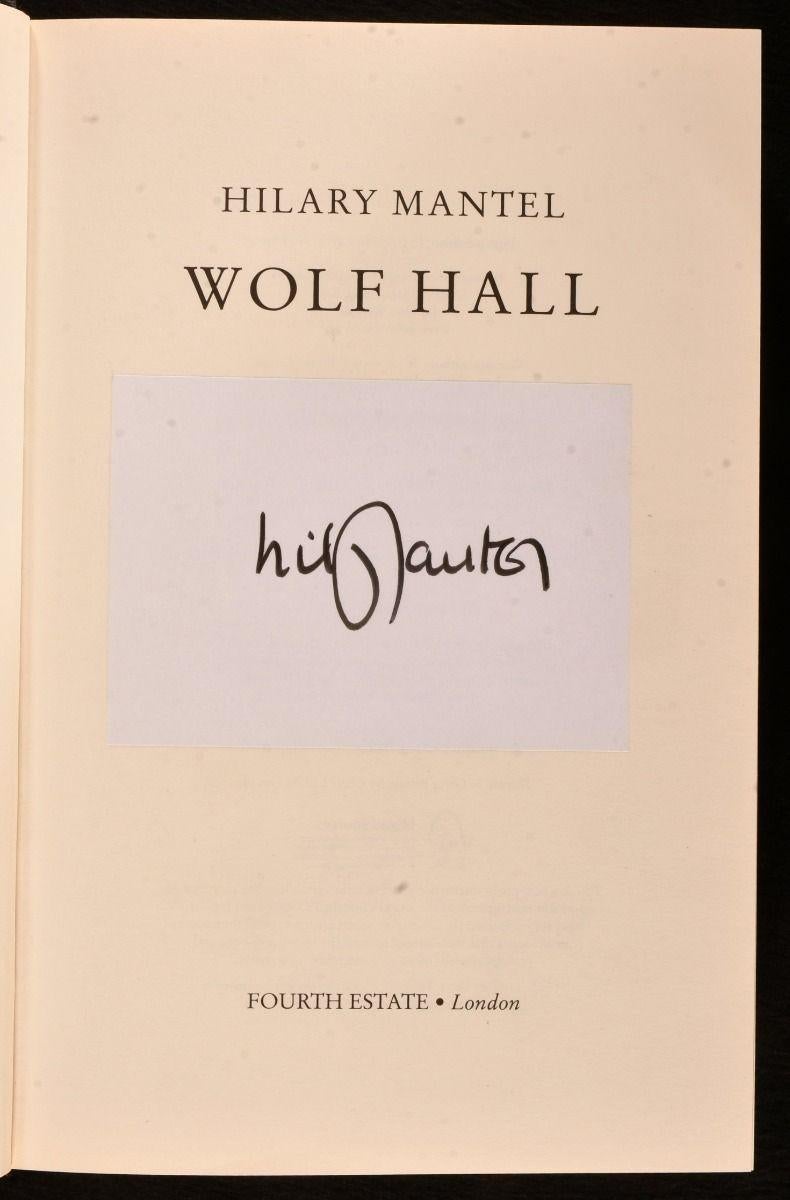 HILARY MANTEL
WOLF HALL
FOURTH ESTATE • London